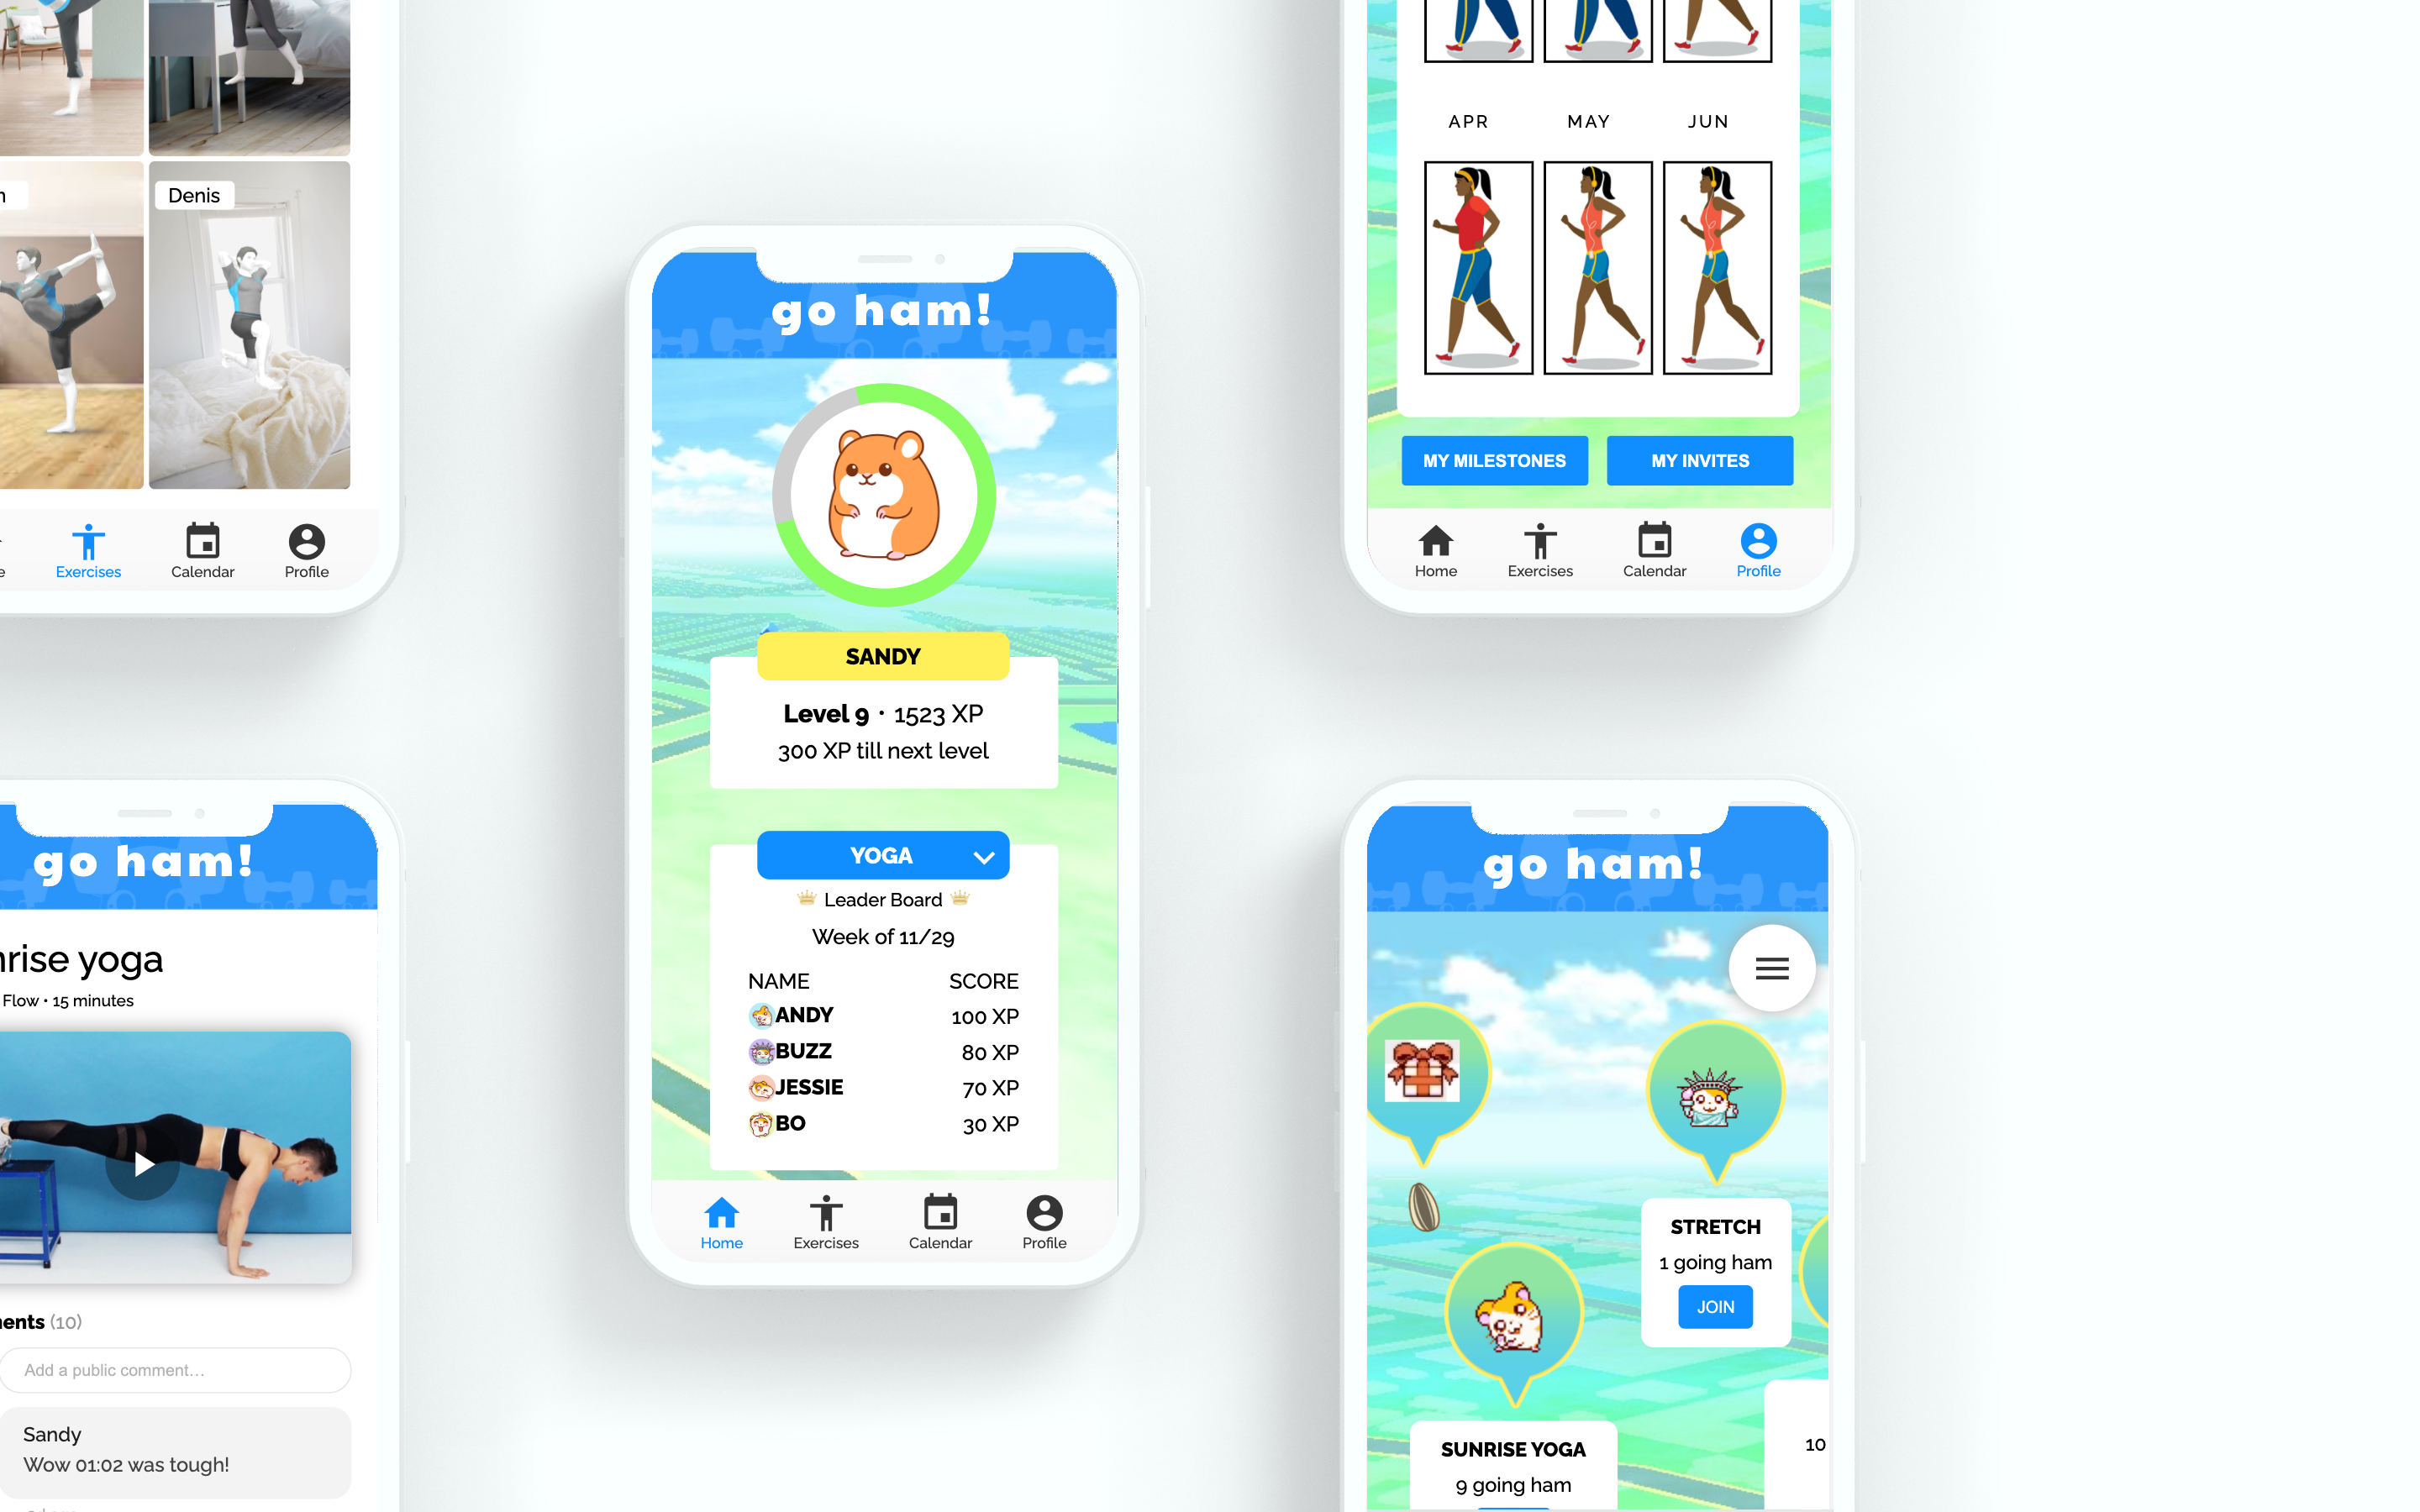 Denis
Exercises
Calendar
Profile
go ham!
Flow • 15 minutes
yoga
(10)
Add a public comment...
Sandy
Wow 01:02 was tough!
go ham!
SANDY
Level 9 • 1523 XP
300 XP till next level
YOGA
Leader Board
Week of 11/29
NAME SCORE
ANDY 100 XP
BUZZ 80 XP
JESSIE 70 XP
BO 30 XP
Home Exercises Calendar Profile
APR MAY JUN
MY MILESTONES MY INVITES
Home Exercises Calendar Profile
go ham!
STRETCH
1 going ham
JOIN
SUNRISE YOGA
9 going ham
10